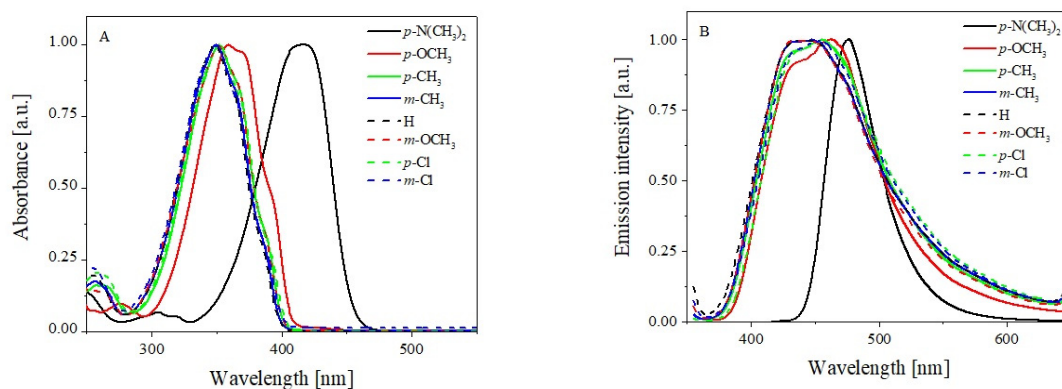 A
1.00
0.75
0.50
0.25
0.00
300
400
500
Absorbance [a.u.]
Wavelength [nm]
p-N(CH₃)₂
p-OCH₃
p-CH₃
m-CH₃
H
m-OCH₃
p-Cl
m-Cl
B
1.00
0.75
0.50
0.25
0.00
400
500
600
Emission intensity [a.u.]
Wavelength [nm]
p-N(CH₃)₂
p-OCH₃
p-CH₃
m-CH₃
H
m-OCH₃
p-Cl
m-Cl